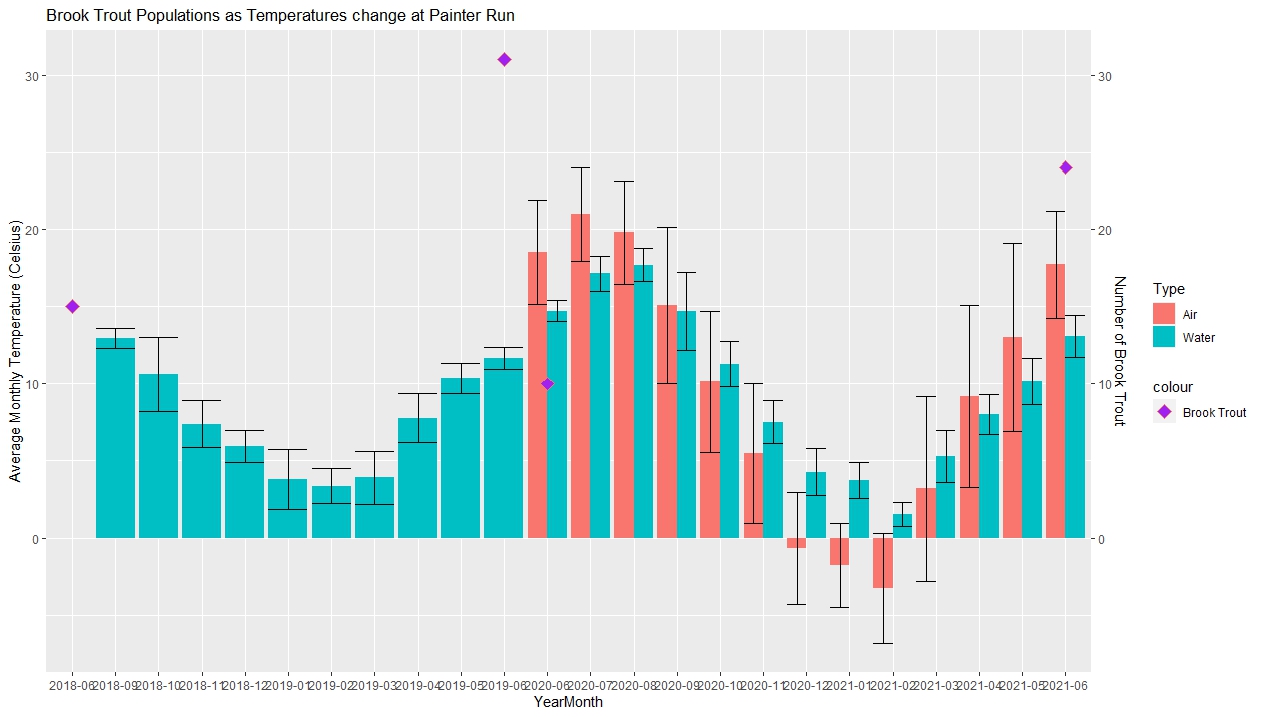 Brook Trout Populations as Temperatures change at Painter Run
Average Monthly Temperature (Celsius)
30
20
10
0
30
20
10
0
Number of Brook Trout
2018-06 2018-09 2018-10 2018-11 2018-12 2019-01 2019-02 2019-03 2019-04 2019-05 2019-06 2020-06 2020-07 2020-08 2020-09 2020-10 2020-11 2020-12 2021-01 2021-02 2021-03 2021-04 2021-05 2021-06
YearMonth
Type
Air
Water
colour
Brook Trout